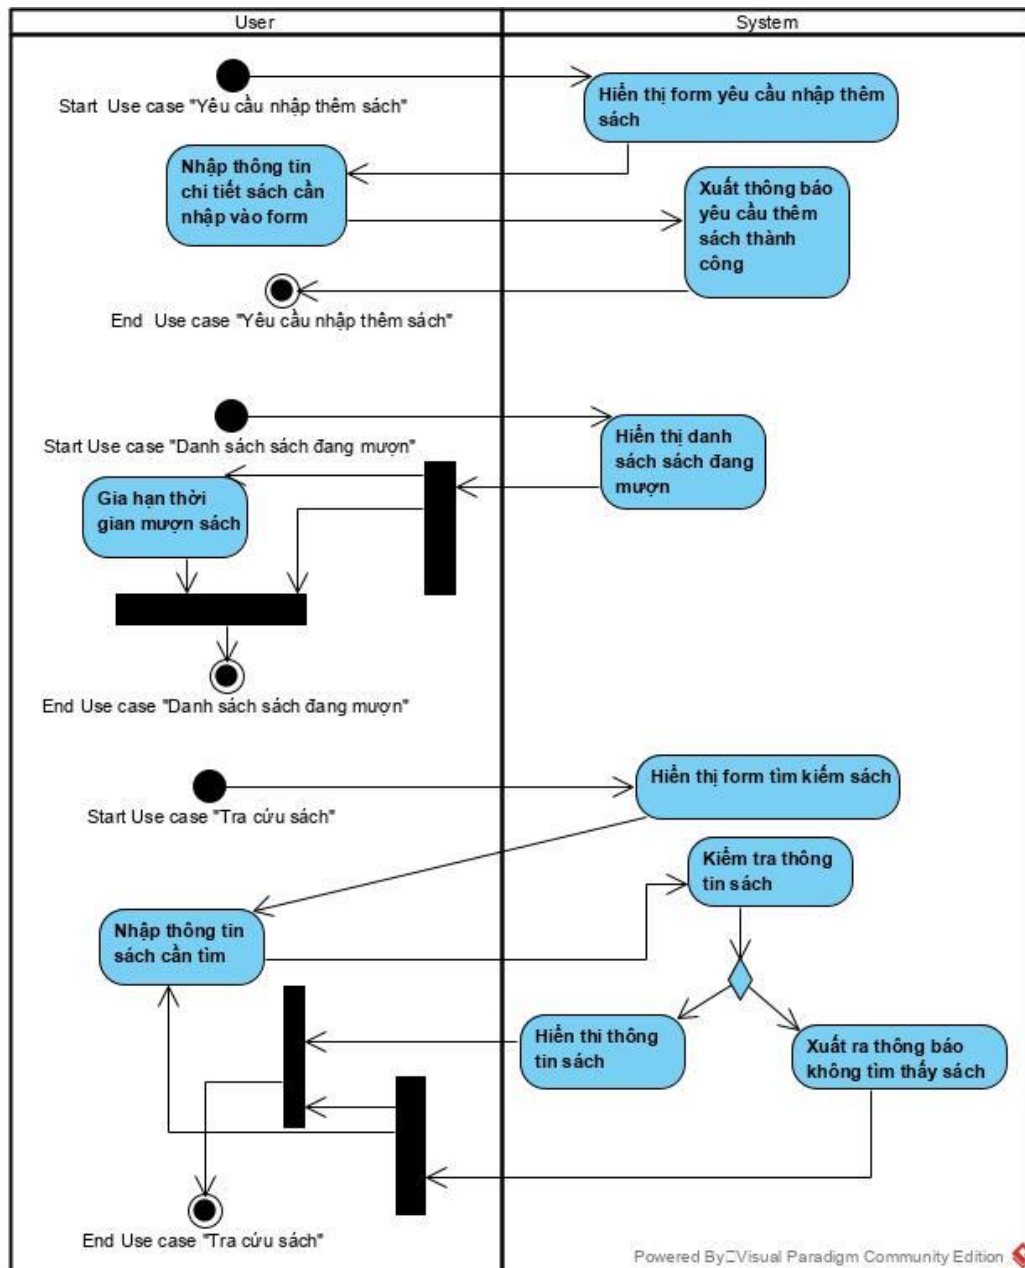 User
System
Start  Use case "Yêu cầu nhập thêm sách"
Hiển thị form yêu cầu nhập thêm
sách
Nhập thông tin
chi tiết sách cần
nhập vào form
Xuất thông báo
yêu cầu thêm
sách thành
công
End  Use case "Yêu cầu nhập thêm sách"
Start Use case "Danh sách sách đang mượn"
Hiển thị danh
sách sách đang
mượn
Gia hạn thời
gian mượn sách
End Use case "Danh sách sách đang mượn"
Start Use case "Tra cứu sách"
Hiển thị form tìm kiếm sách
Kiểm tra thông
tin sách
Nhập thông tin
sách cần tìm
Hiển thi thông
tin sách
Xuất ra thông báo
không tìm thấy sách
End Use case "Tra cứu sách"
Powered By Visual Paradigm Community Edition